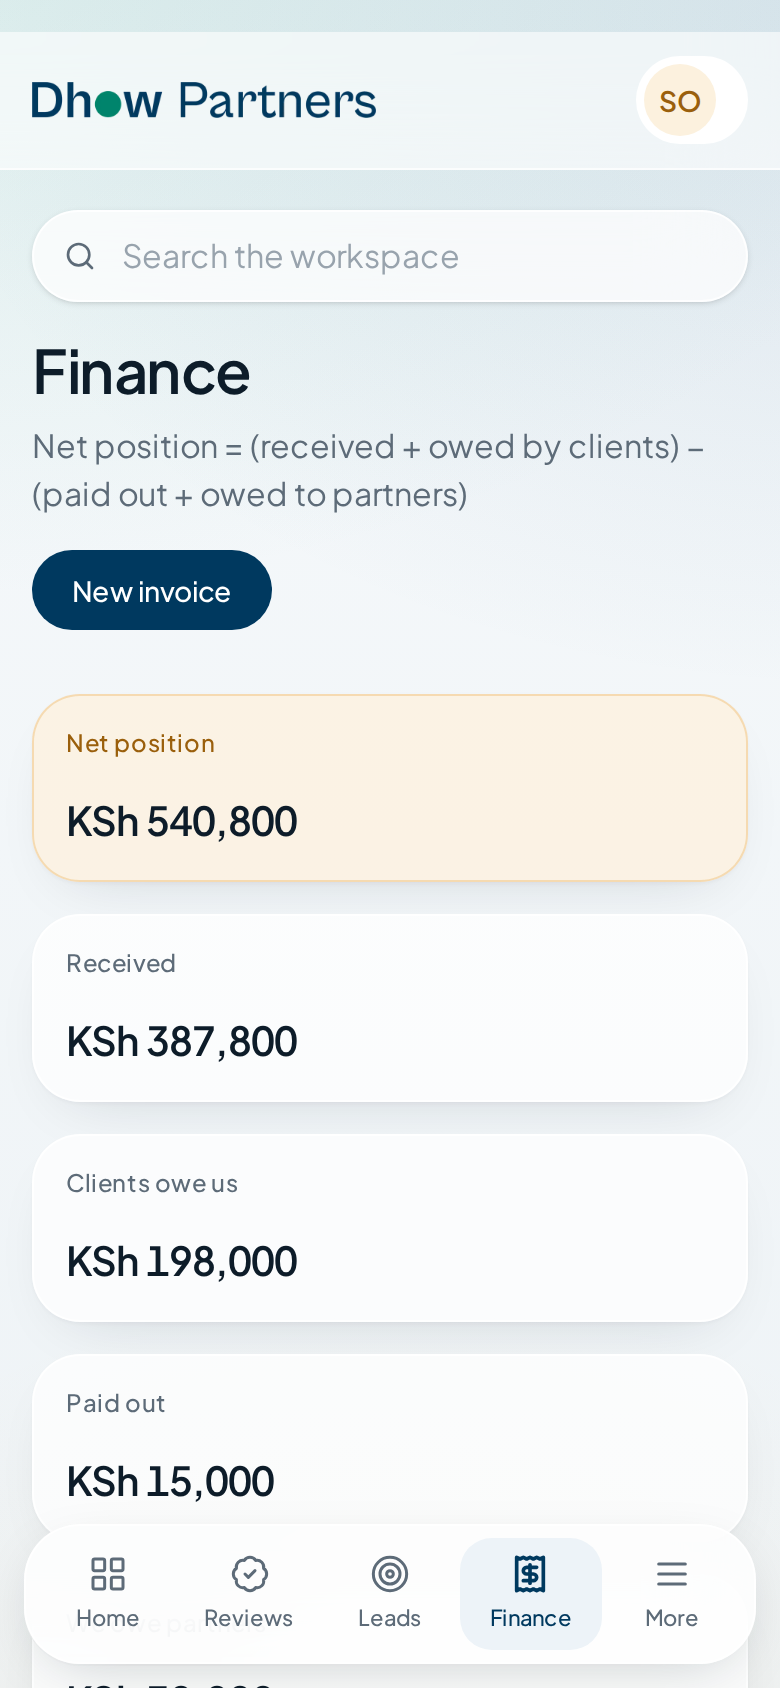 Dhow Partners
SO
Search the workspace
Finance
Net position = (received + owed by clients) –
(paid out + owed to partners)
New invoice
Net position
KSh 540,800
Received
KSh 387,800
Clients owe us
KSh 198,000
Paid out
KSh 15,000
Home
Reviews
Leads
Finance
More